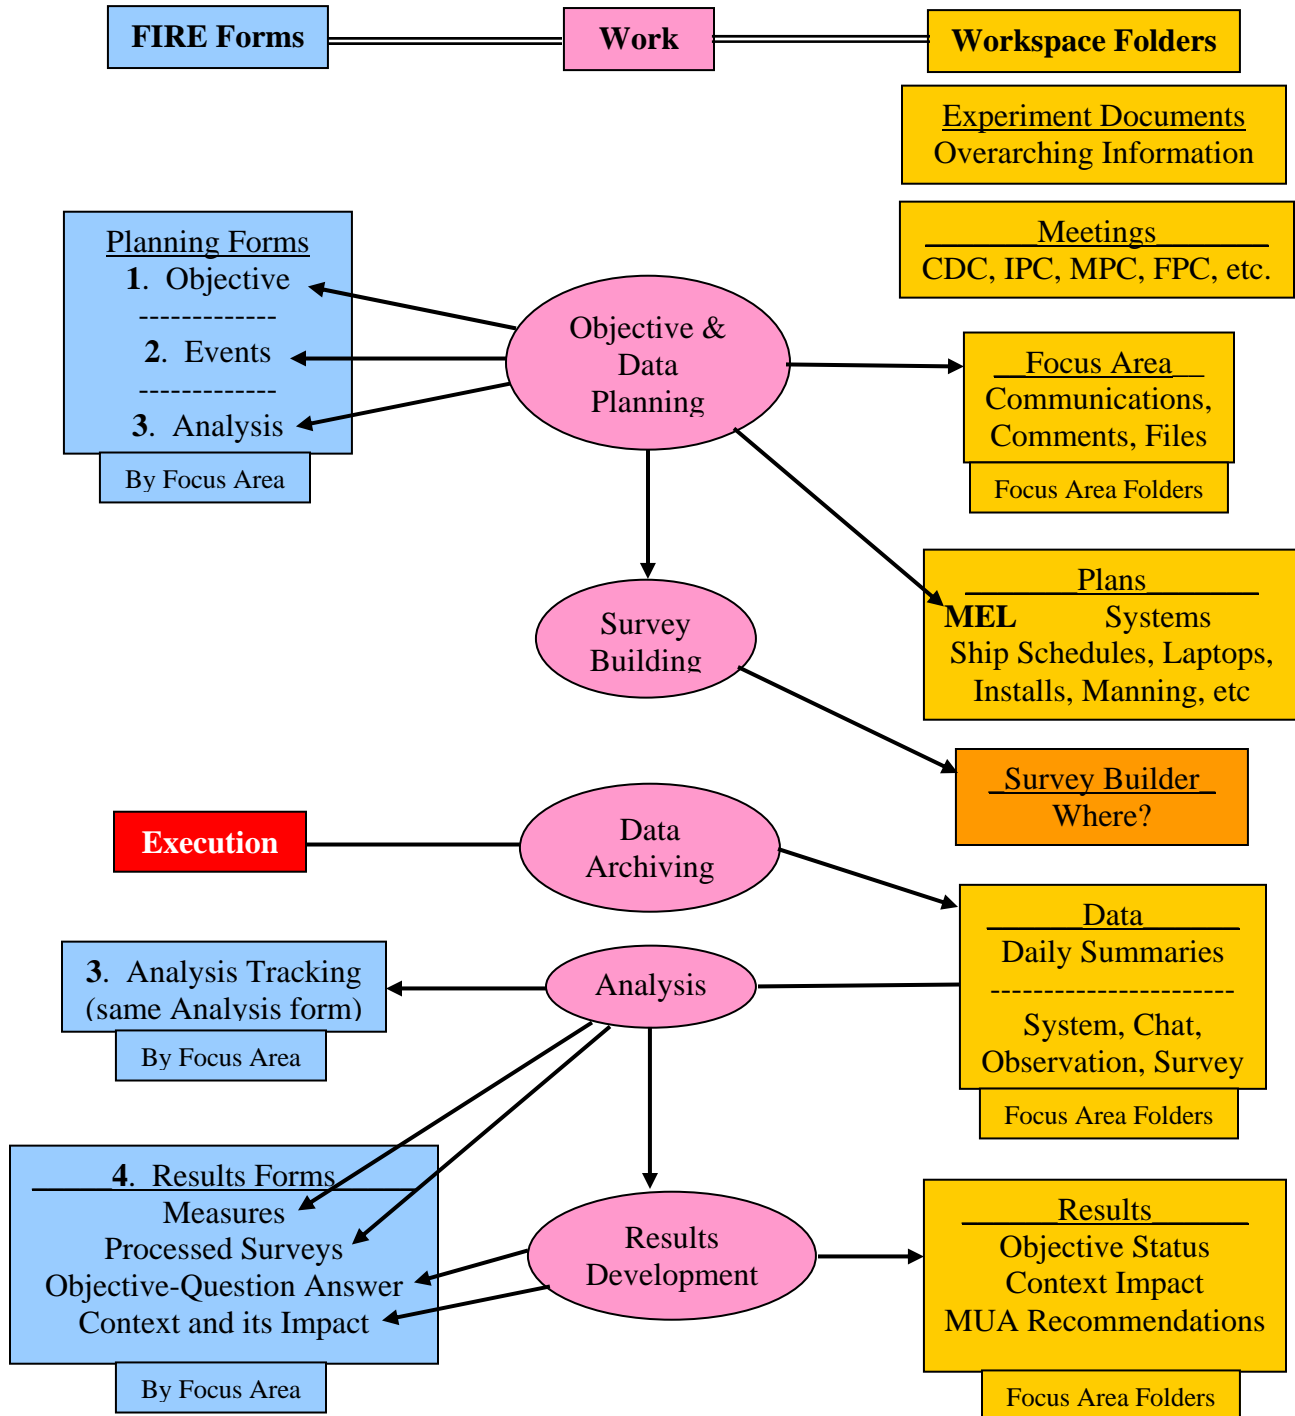 FIRE Forms
Work
Workspace Folders
Experiment Documents
Overarching Information
Meetings
CDC, IPC, MPC, FPC, etc.
Planning Forms
1. Objective
-------------
2. Events
-------------
3. Analysis
By Focus Area
Objective &
Data
Planning
Focus Area
Communications,
Comments, Files
Focus Area Folders
Plans
MEL Systems
Ship Schedules, Laptops,
Installs, Manning, etc
Survey
Building
Survey Builder
Where?
Execution
Data
Archiving
Data
Daily Summaries
-----------------------
System, Chat,
Observation, Survey
Focus Area Folders
3. Analysis Tracking
(same Analysis form)
By Focus Area
Analysis
4. Results Forms
Measures
Processed Surveys
Objective-Question Answer
Context and its Impact
By Focus Area
Results
Development
Results
Objective Status
Context Impact
MUA Recommendations
Focus Area Folders